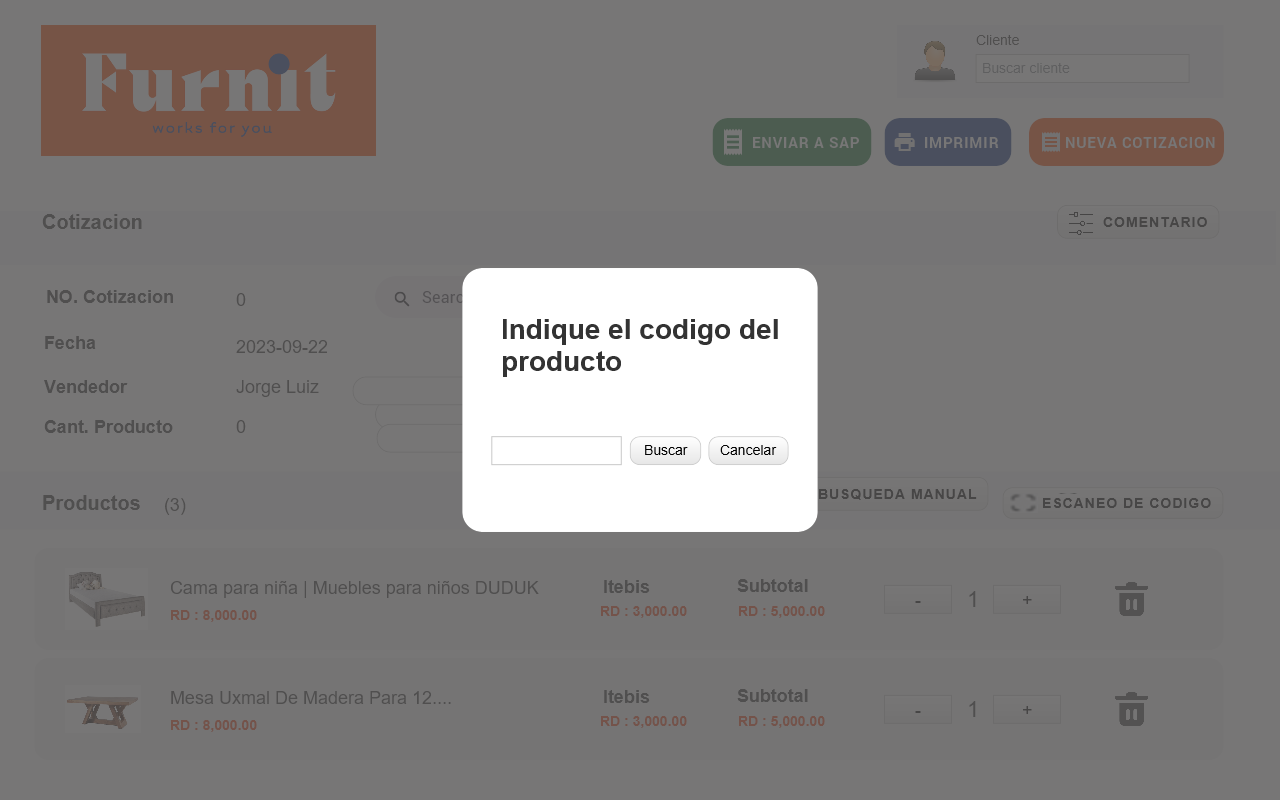 Furnit
works for you
Cliente
Buscar cliente
ENVIAR A SAP
IMPRIMIR
NUEVA COTIZACION
Cotizacion
COMENTARIO
NO. Cotizacion
0
Searc
Fecha
2023-09-22
Vendedor
Jorge Luiz
Cant. Producto
0
Indique el codigo del
producto
Buscar
Cancelar
Productos
(3)
BUSQUEDA MANUAL
ESCANEO DE CODIGO
Cama para niña | Muebles para niños DUDUK
RD : 8,000.00
Itebis
RD : 3,000.00
Subtotal
RD : 5,000.00
-
1
+
Mesa Uxmal De Madera Para 12....
RD : 8,000.00
Itebis
RD : 3,000.00
Subtotal
RD : 5,000.00
-
1
+